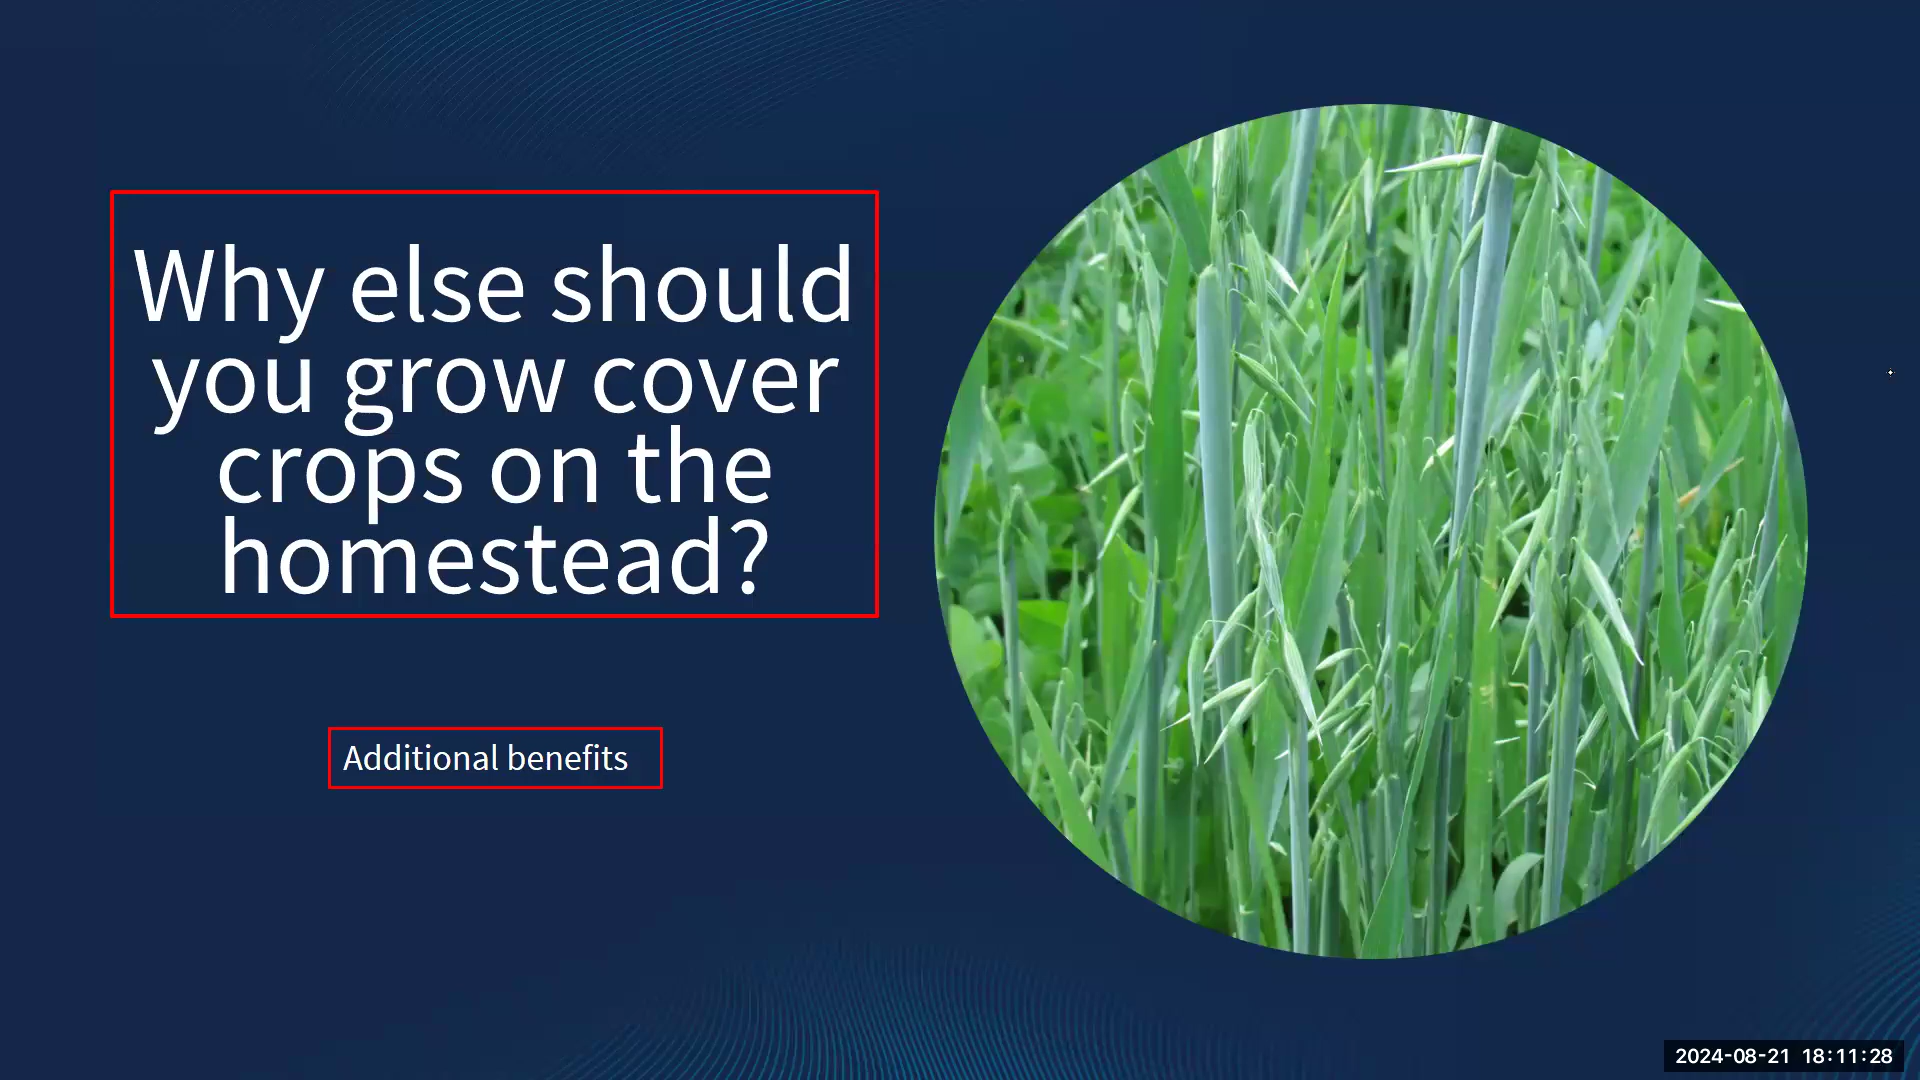 Why else should
you grow cover
crops on the
homestead?
Additional benefits
2024-08-21 18:11:28